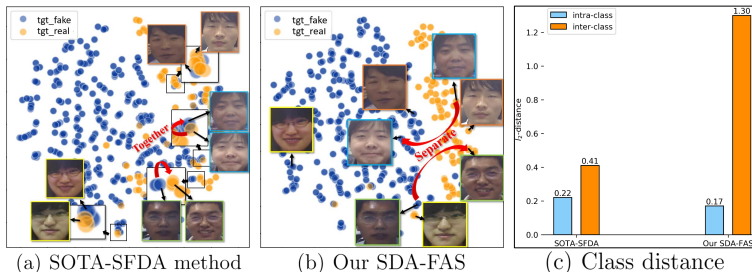 tgt_fake
tgt_real
Together
(a) SOTA-SFDA method
tgt_fake
tgt_real
Separate
(b) Our SDA-FAS
intra-class
inter-class
1.30
1.2
1.0
0.8
0.6
0.4
0.2
0.0
l₂-distance
0.22
0.41
0.17
SOTA-SFDA
Our SDA-FAS
(c) Class distance